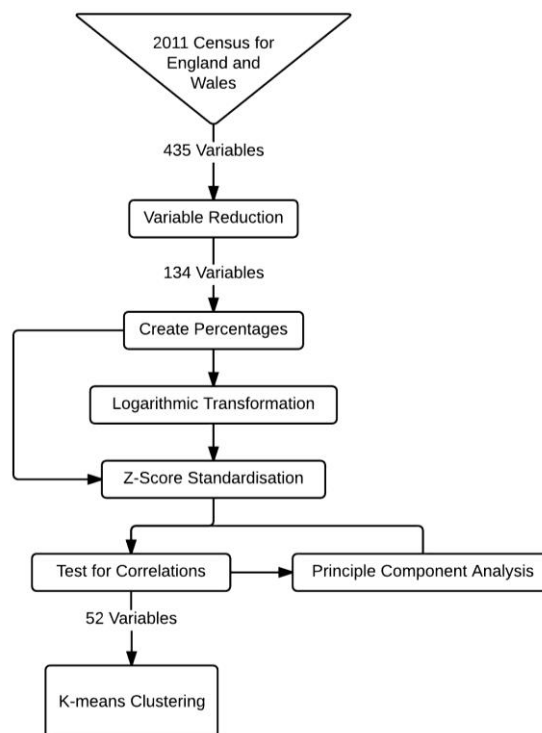 2011 Census for
England and
Wales
435 Variables
Variable Reduction
134 Variables
Create Percentages
Logarithmic Transformation
Z-Score Standardisation
Test for Correlations
Principle Component Analysis
52 Variables
K-means Clustering